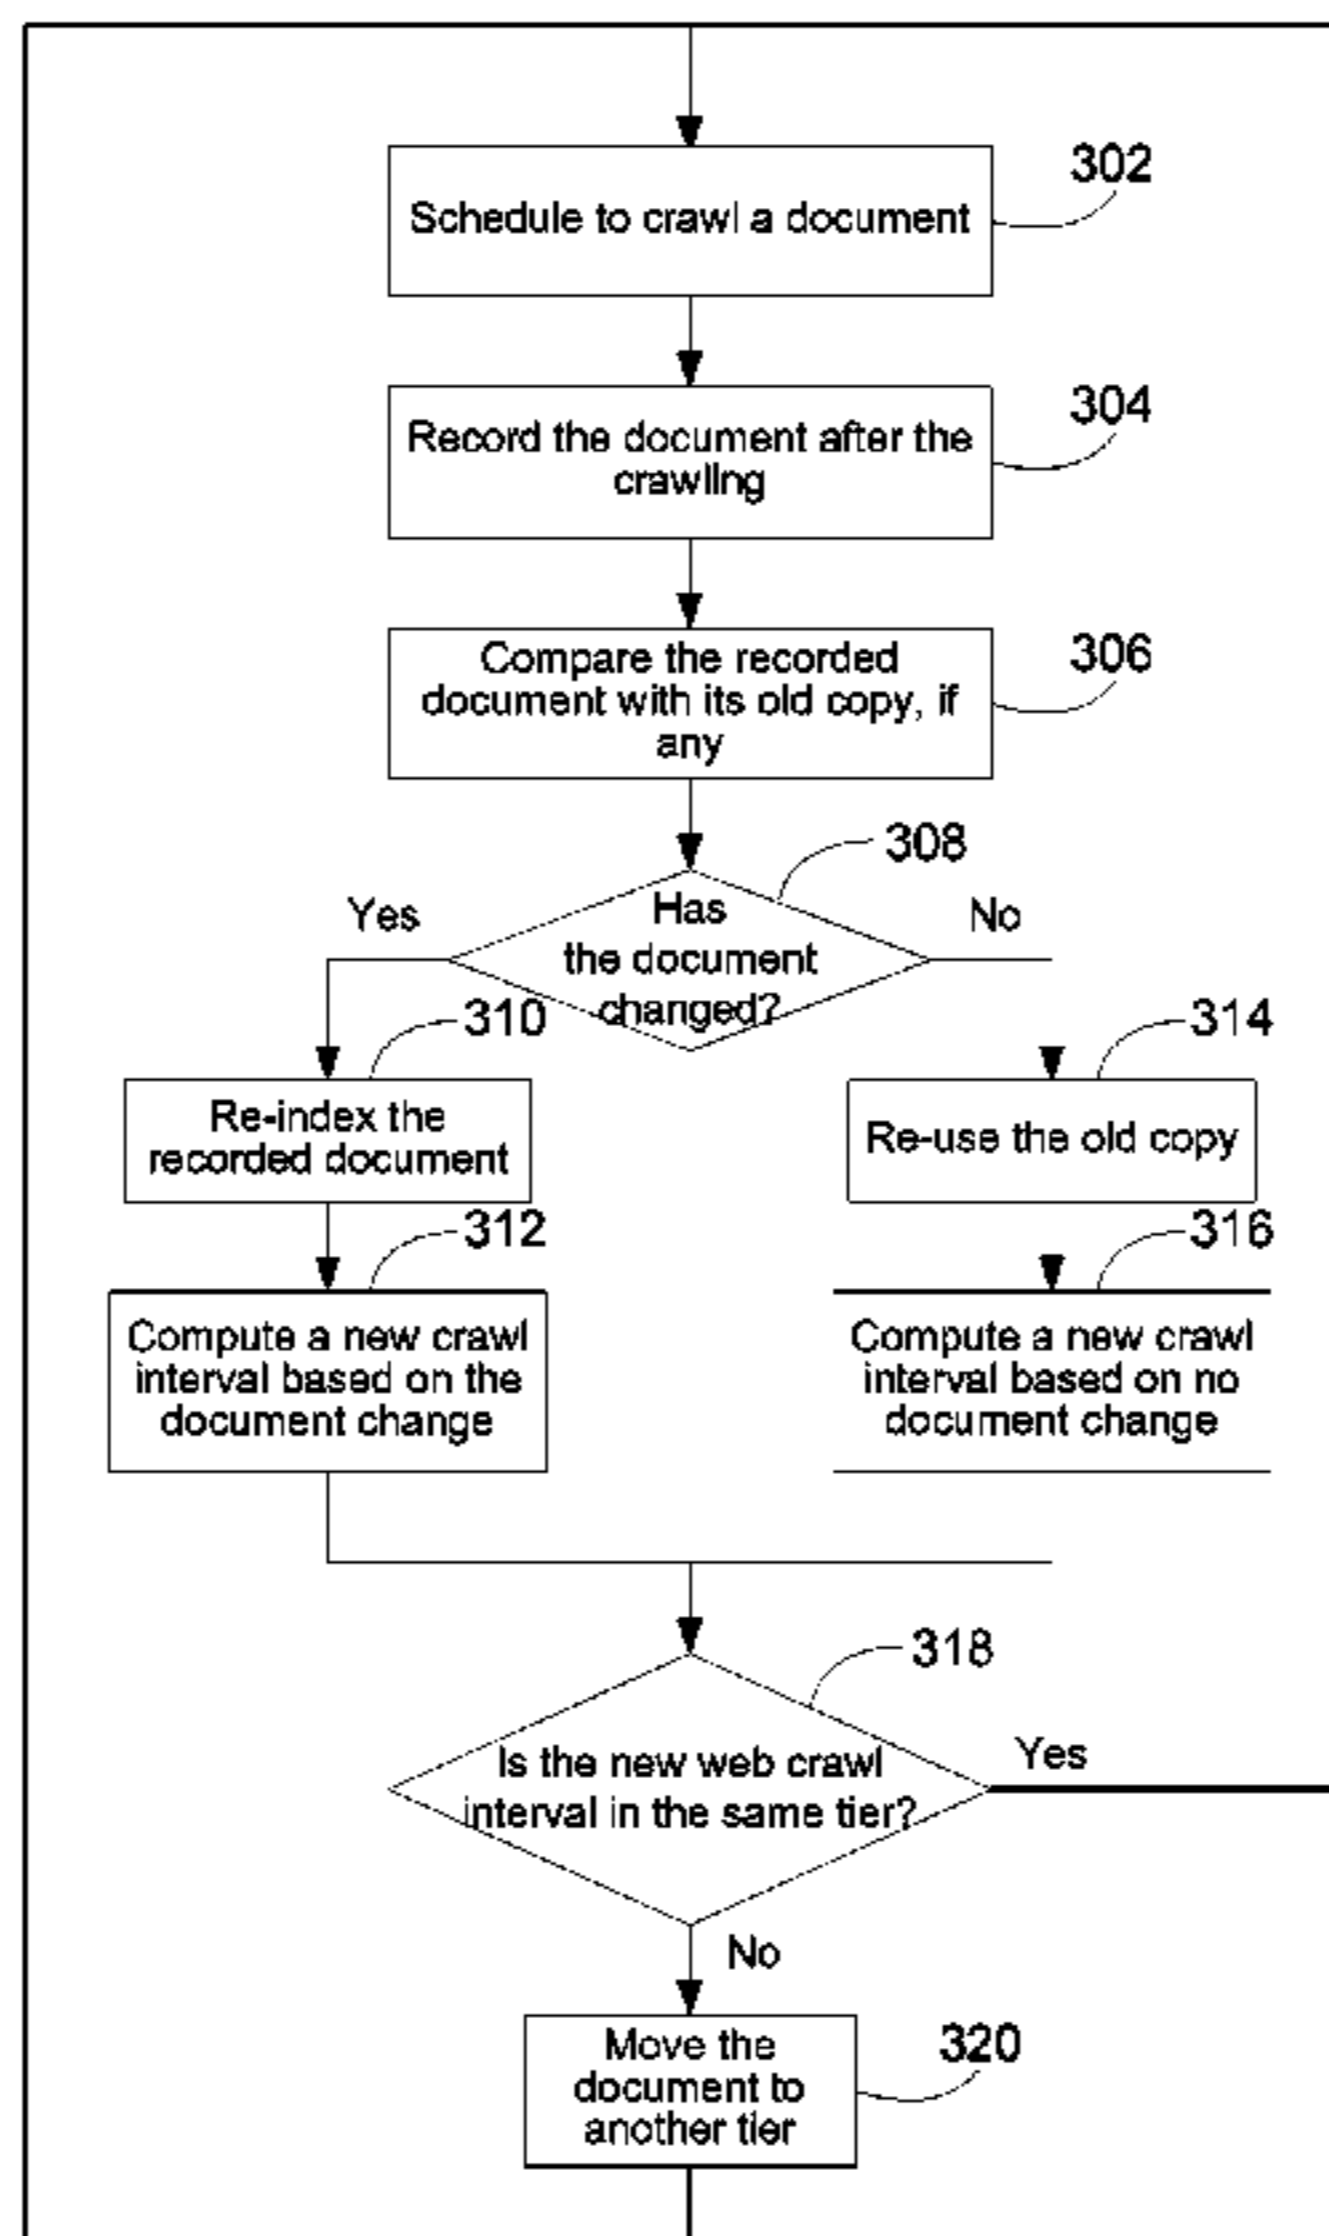 302
Schedule to crawl a document
304
Record the document after the
crawling
306
Compare the recorded
document with its old copy, if
any
308
Yes
Has
No
the document
changed?
310
314
Re-index the
recorded document
Re-use the old copy
312
316
Compute a new crawl
interval based on the
document change
Compute a new crawl
interval based on no
document change
318
Is the new web crawl
interval in the same tier?
Yes
No
Move the
document to
another tier
320